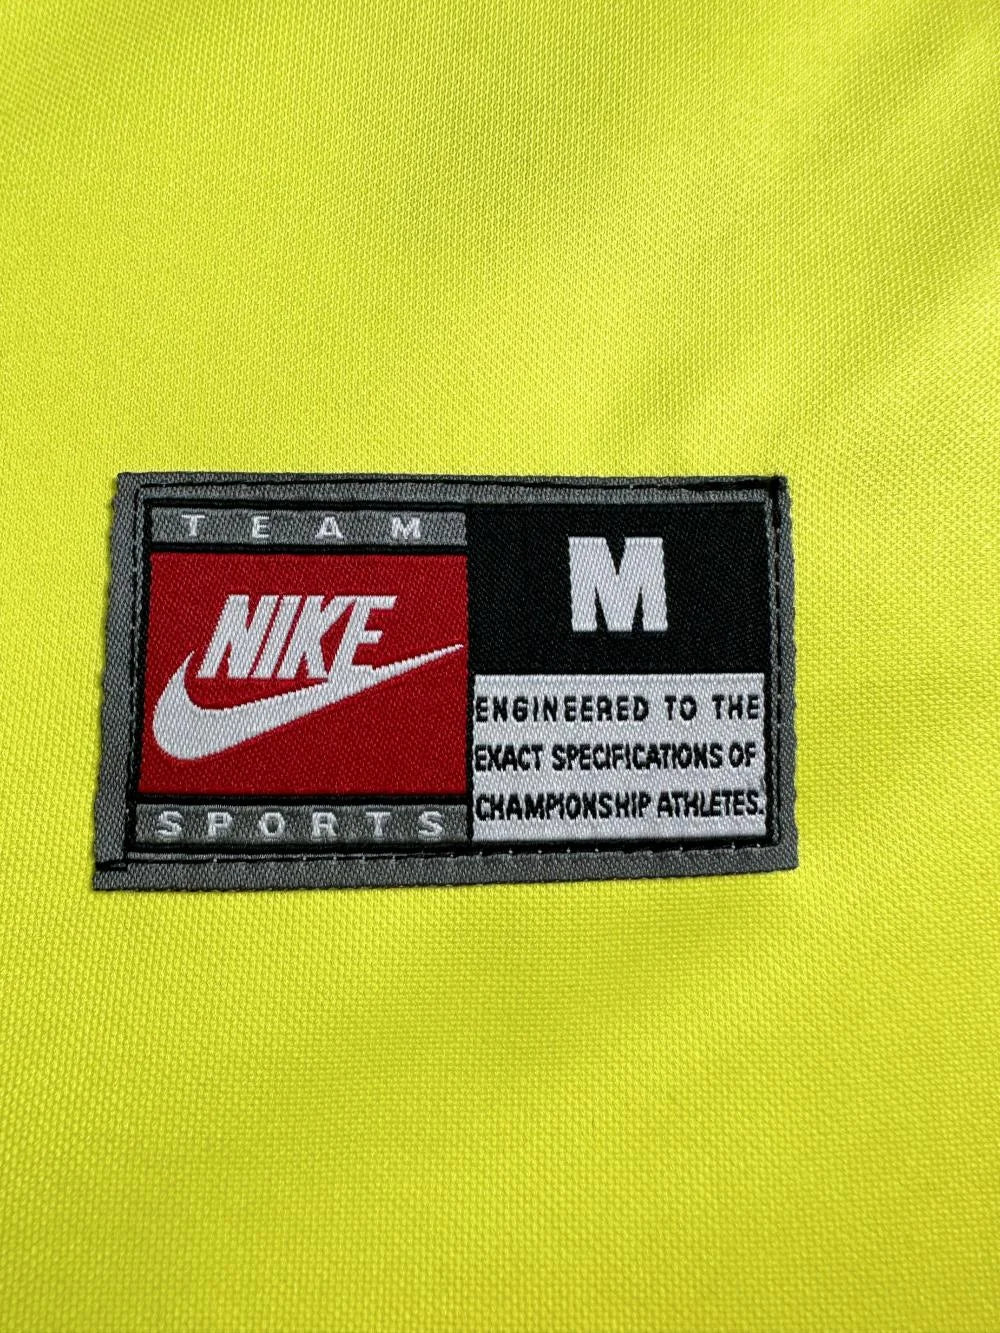 TEAM
NIKE
SPORTS
M
ENGINEERED TO THE
EXACT SPECIFICATIONS OF
CHAMPIONSHIP ATHLETES.